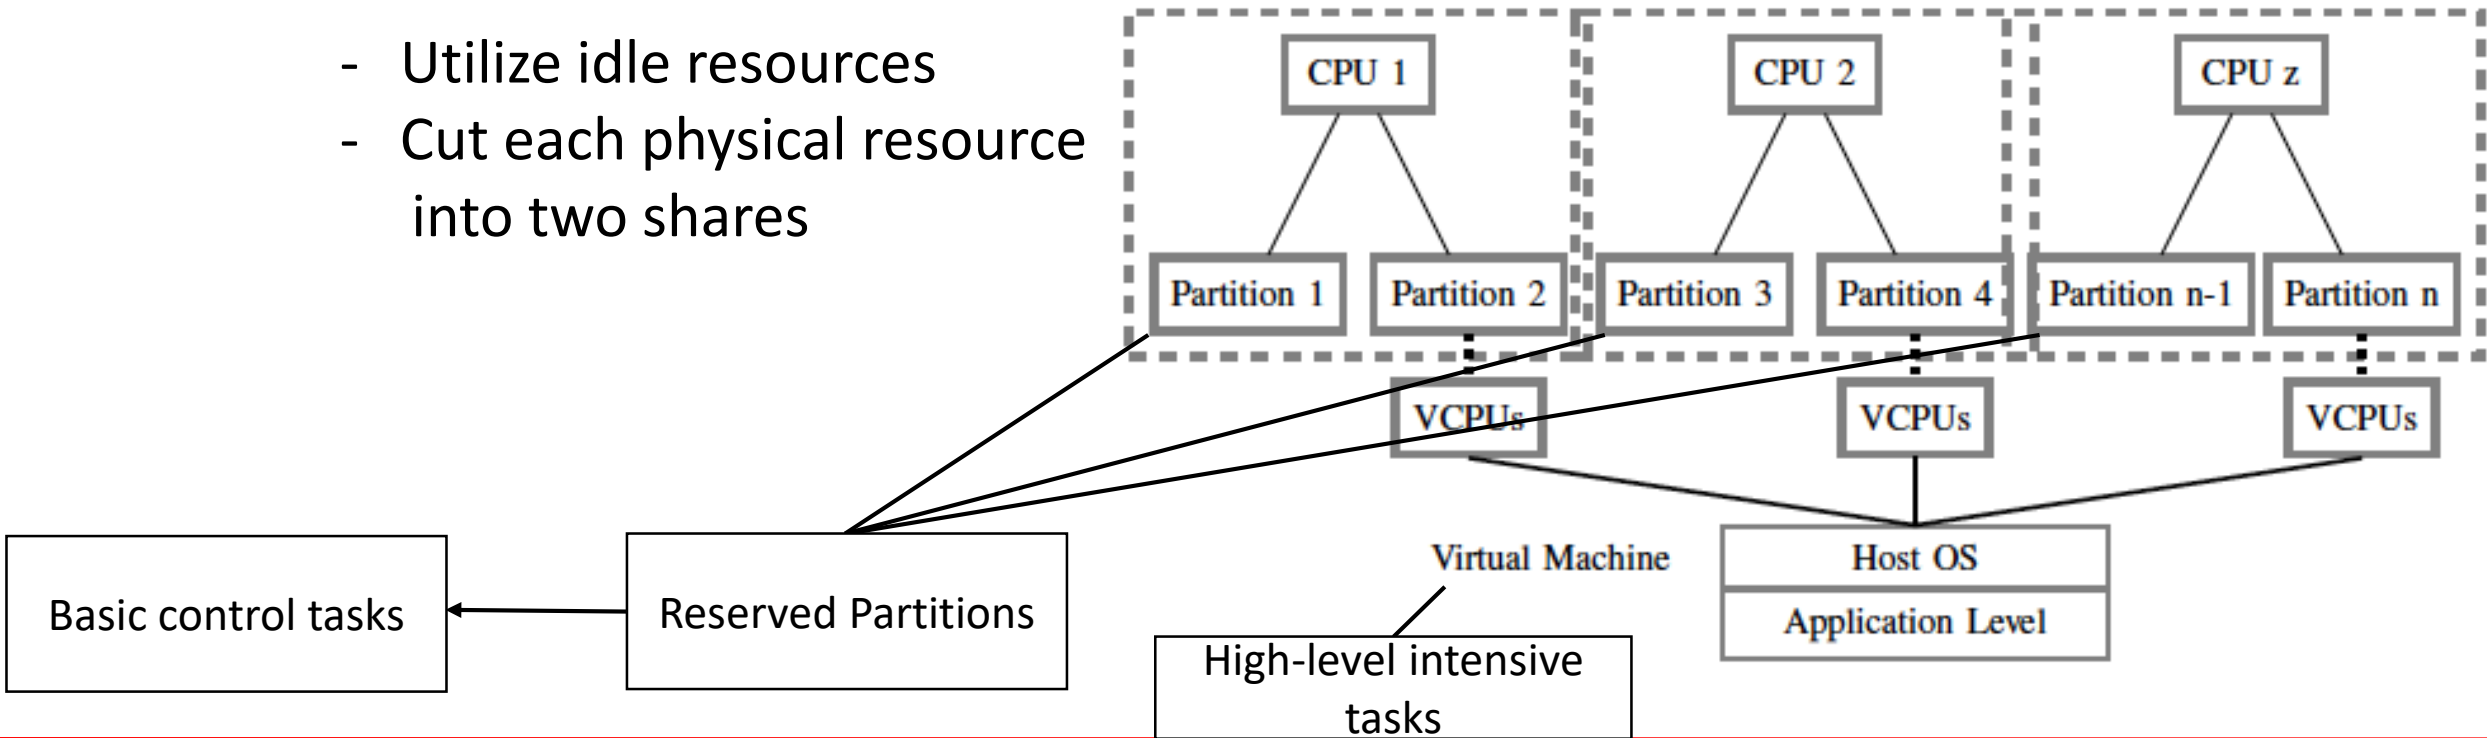 - Utilize idle resources
- Cut each physical resource
into two shares
CPU 1
CPU 2
CPU z
Partition 1
Partition 2
Partition 3
Partition 4
Partition n-1
Partition n
VCPUs
VCPUs
VCPUs
Basic control tasks
Reserved Partitions
Virtual Machine
Host OS
Application Level
High-level intensive
tasks